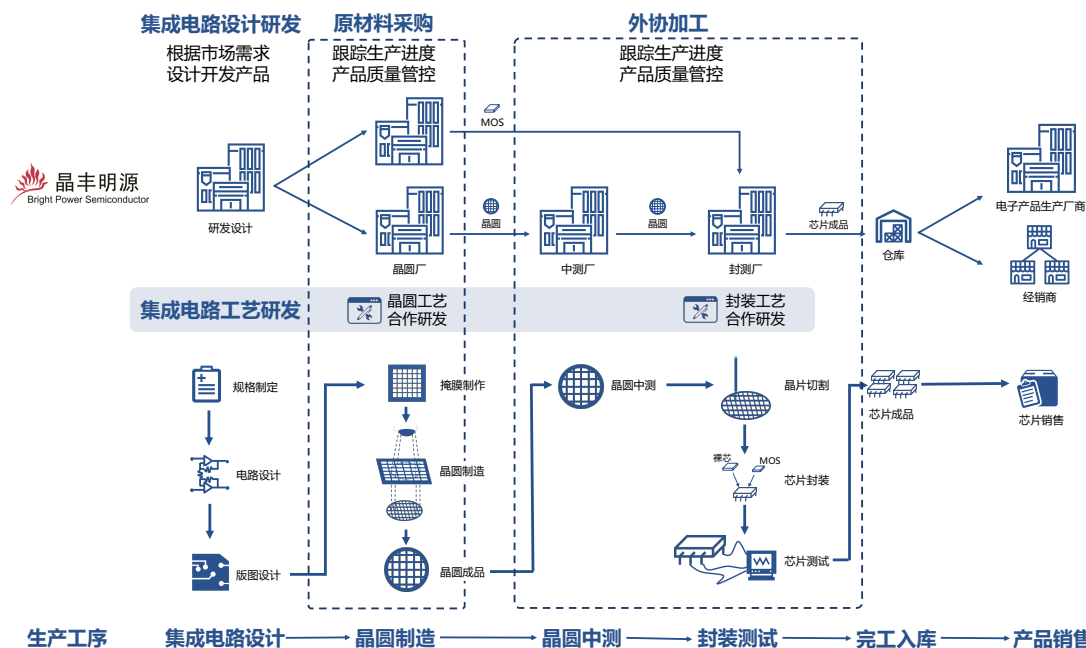 集成电路设计研发
原材料采购
外协加工
根据市场需求
设计开发产品
跟踪生产进度
产品质量管控
跟踪生产进度
产品质量管控
MOS
晶丰明源
Bright Power Semiconductor
研发设计
晶圆厂
晶圆
中测厂
晶圆
封测厂
芯片成品
仓库
电子产品生产厂商
经销商
集成电路工艺研发
晶圆工艺
合作研发
封装工艺
合作研发
规格制定
掩膜制作
晶圆中测
晶片切割
芯片成品
芯片销售
电路设计
晶圆制造
裸芯
MOS
芯片封装
版图设计
晶圆成品
芯片测试
生产工序
集成电路设计
晶圆制造
晶圆中测
封装测试
完工入库
产品销售